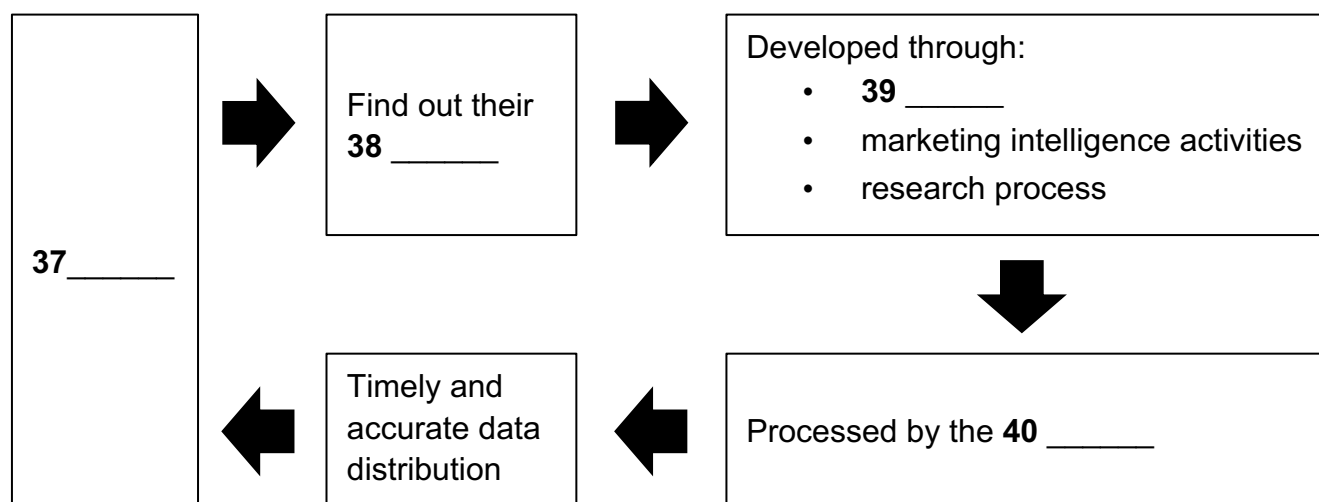 37______
Find out their
38 ______
Developed through:
• 39 ______
• marketing intelligence activities
• research process
Timely and
accurate data
distribution
Processed by the 40 ______